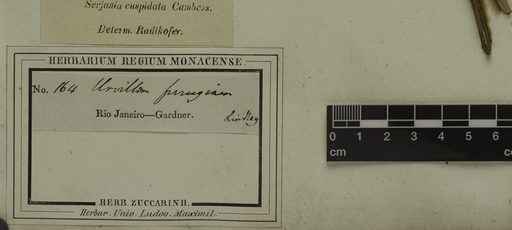 Serjania cuspidata Cambess.
Determ. Radlkofer.
HERBARIUM REGIUM MONACENSE
No. 164 Urvillea ferruginea
Rio Janeiro—Gardner. Lindley
HERB. ZUCCARINII.
Herbar. Univ. Ludov. Maximil.
0 1 2 3 4 5 6
cm